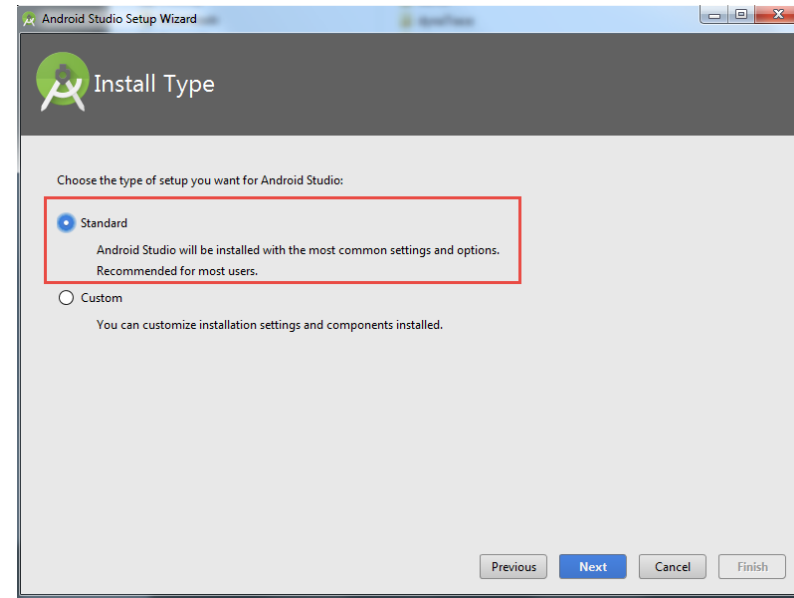 Android Studio Setup Wizard
Install Type
Choose the type of setup you want for Android Studio:
Standard
Android Studio will be installed with the most common settings and options.
Recommended for most users.
Custom
You can customize installation settings and components installed.
Previous
Next
Cancel
Finish